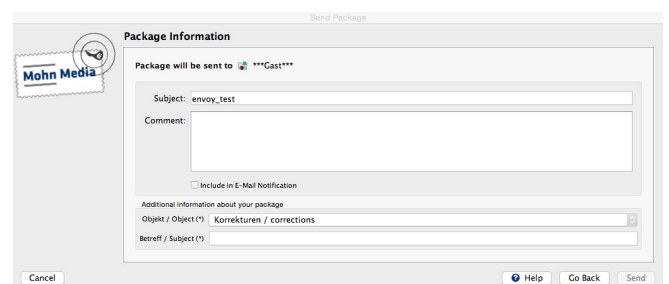 Send Package
Package Information
Mohn Media
Package will be sent to ***Gast***
Subject: envoy_test
Comment:
Include in E-Mail Notification
Additional information about your package
Objekt / Object (*) Korrekturen / corrections
Betreff / Subject (*)
Cancel
Help Go Back Send